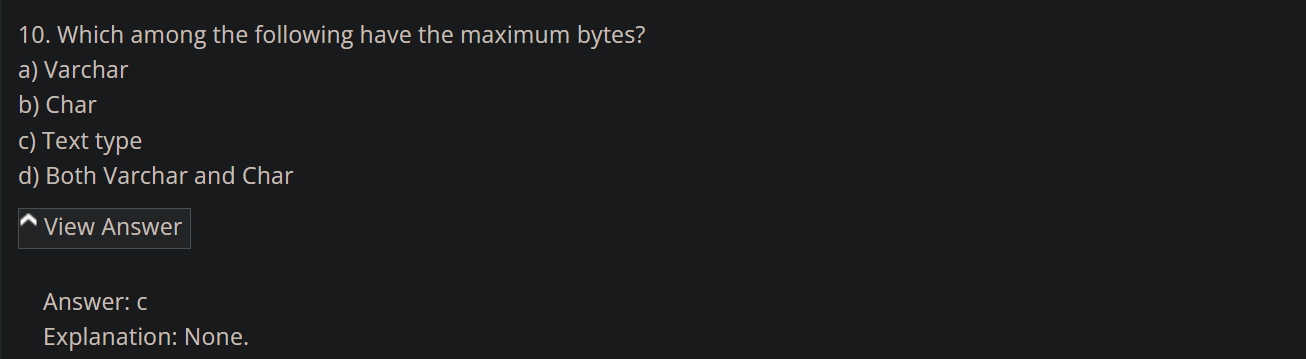 10. Which among the following have the maximum bytes?
a) Varchar
b) Char
c) Text type
d) Both Varchar and Char
View Answer
Answer: c
Explanation: None.